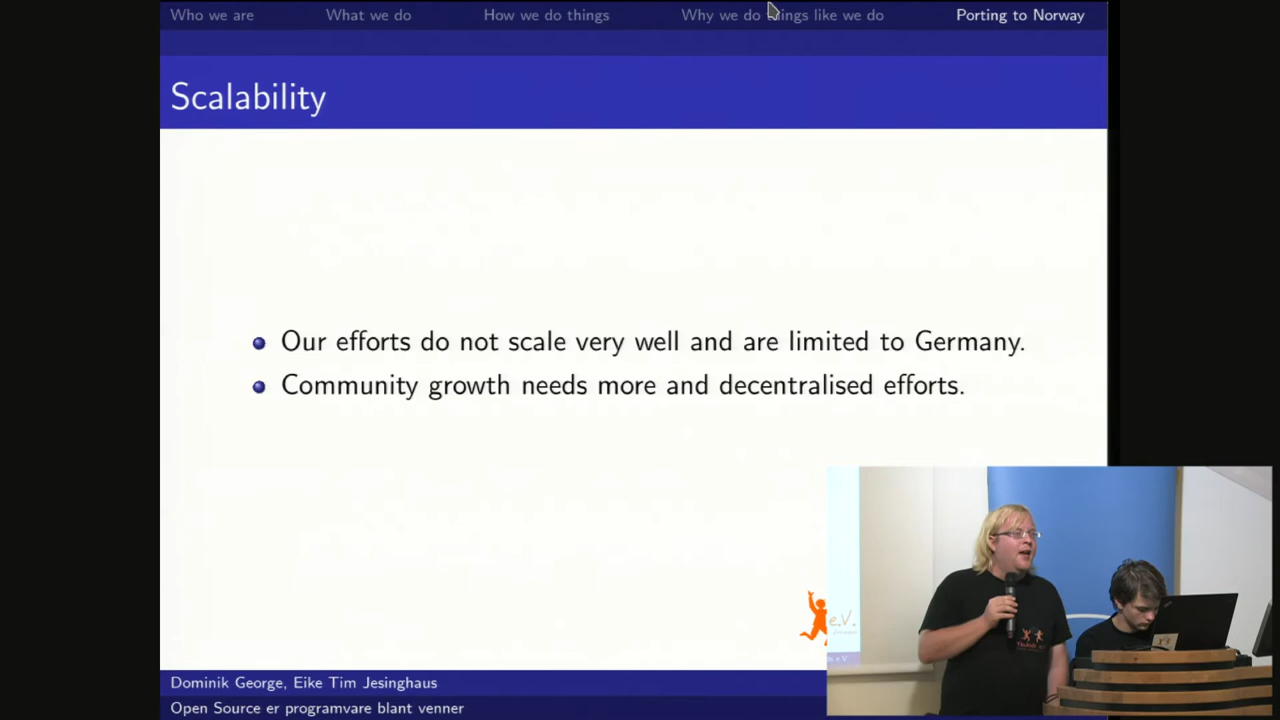 Who we are What we do How we do things Why we do things like we do Porting to Norway
Scalability
Our efforts do not scale very well and are limited to Germany.
Community growth needs more and decentralised efforts.
e.V.
Dominik George, Eike Tim Jesinghaus
Open Source er programvare blant venner